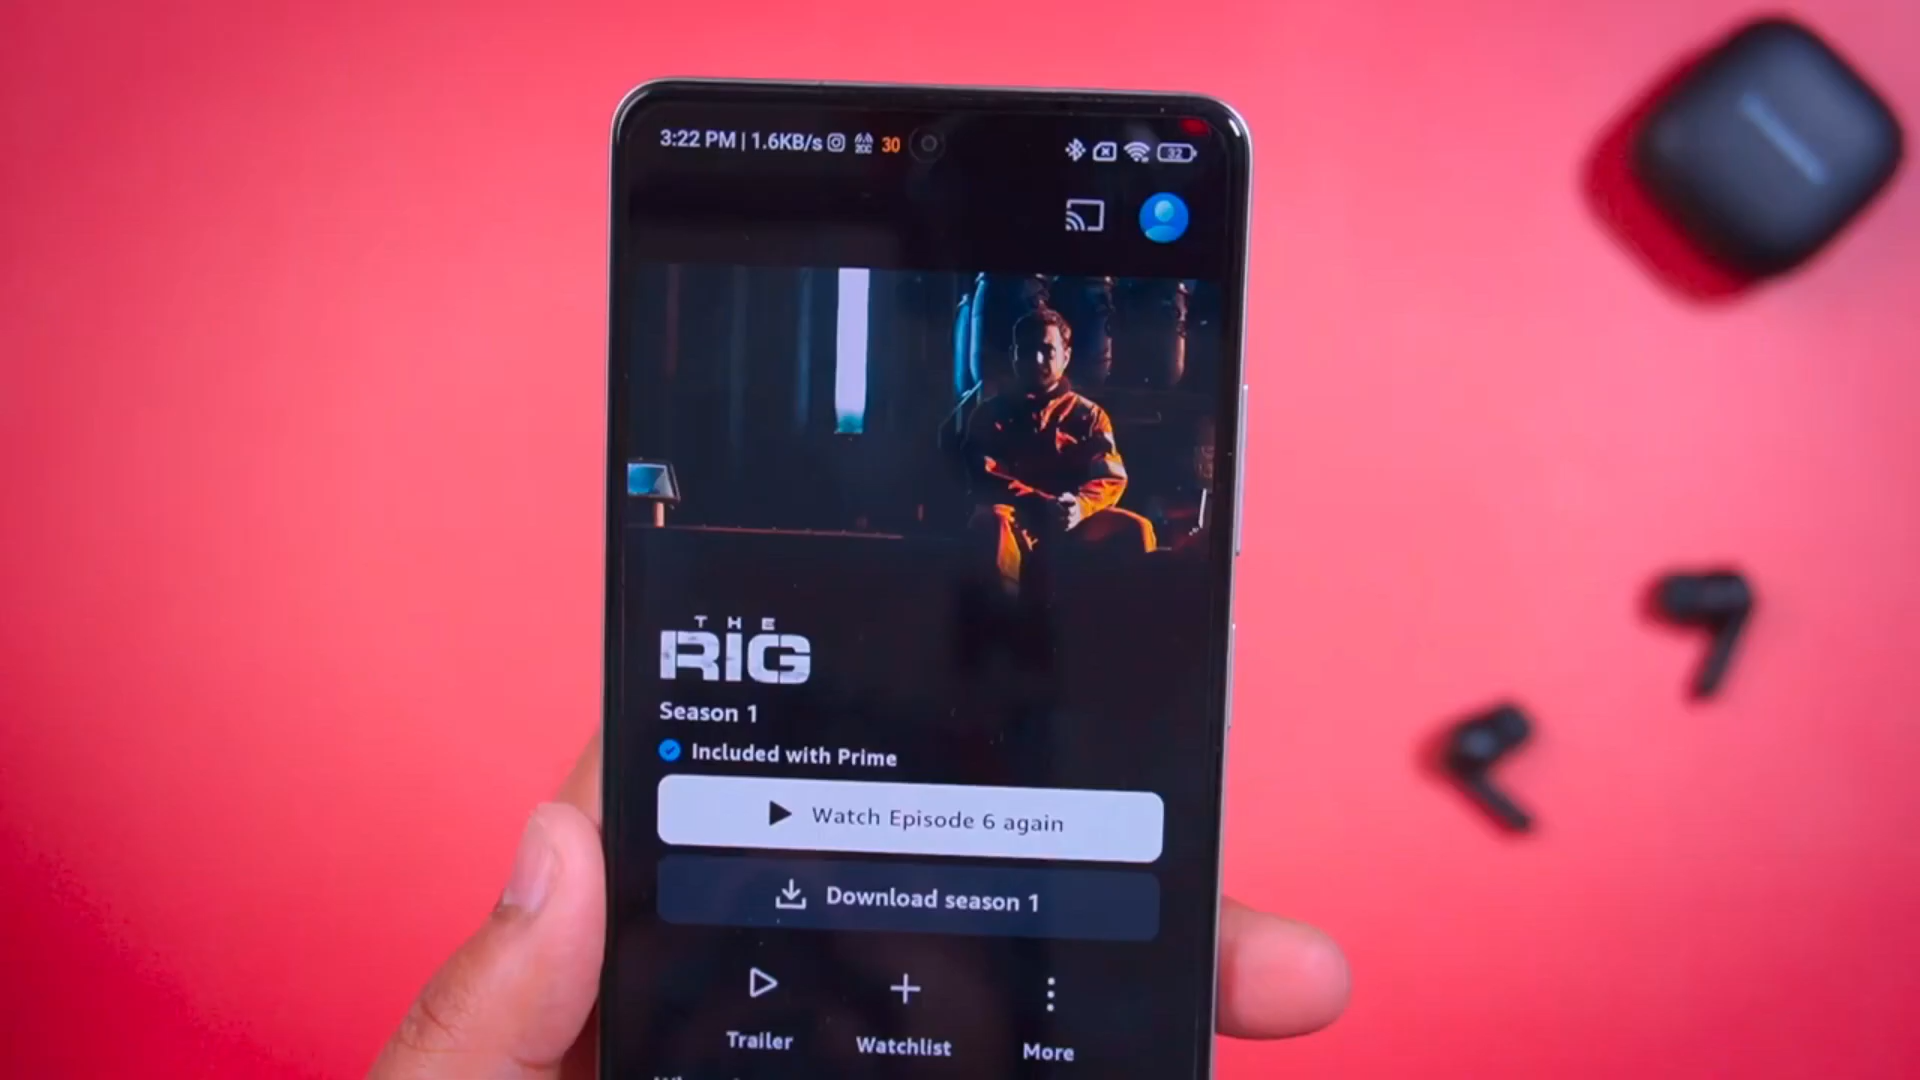 3:22 PM | 1.6KB/s 30
32
THE
RIG
Season 1
Included with Prime
Watch Episode 6 again
Download season 1
Trailer
Watchlist
More